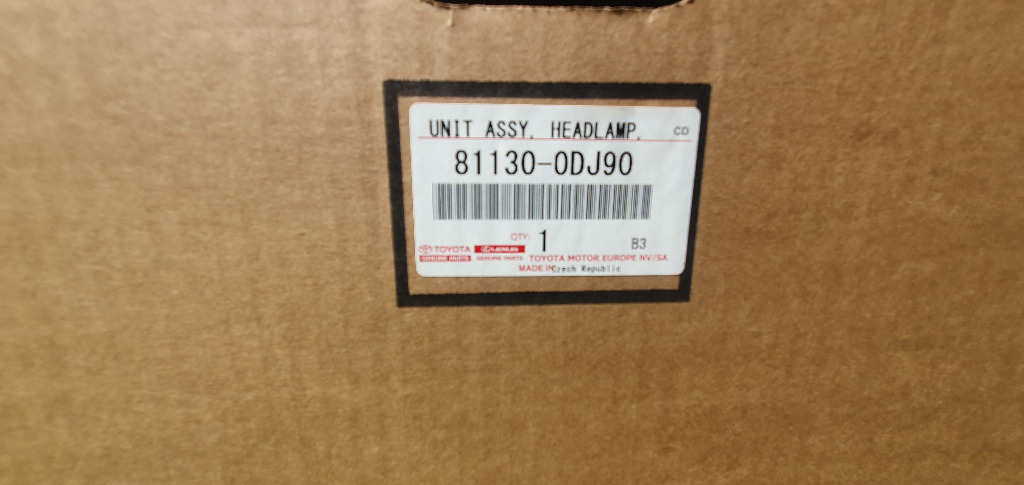 UNIT ASSY, HEADLAMP, CD
81130-0DJ90
QTY: 1 B3
TOYOTA LEXUS
GENUINE PARTS GENUINE PARTS TOYOTA MOTOR EUROPE NV/SA
MADE IN Czech Republic